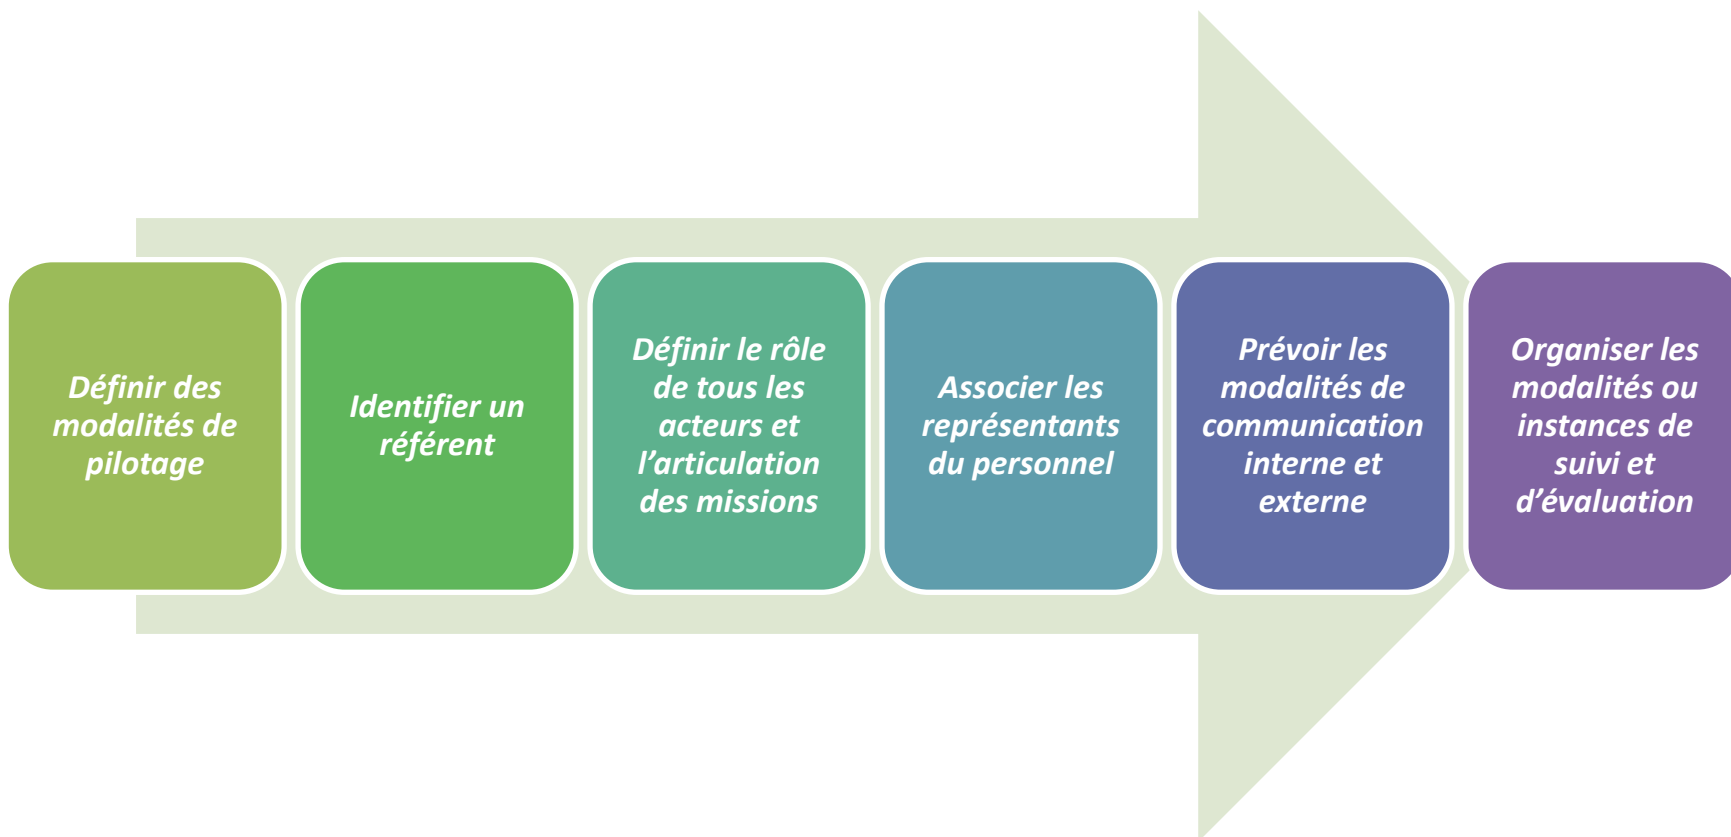 Définir des
modalités de
pilotage
Identifier un
référent
Définir le rôle
de tous les
acteurs et
l’articulation
des missions
Associer les
représentants
du personnel
Prévoir les
modalités de
communication
interne et
externe
Organiser les
modalités ou
instances de
suivi et
d’évaluation